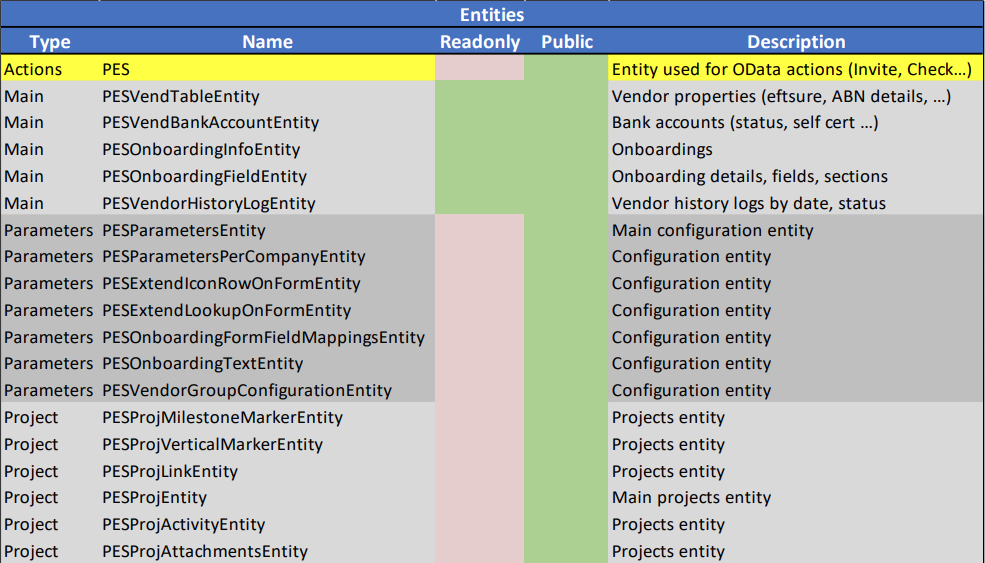 Entities
Type Name Readonly Public Description
Actions PES Entity used for OData actions (Invite, Check...)
Main PESVendTableEntity Vendor properties (eftsure, ABN details, ...)
Main PESVendBankAccountEntity Bank accounts (status, self cert ...)
Main PESOnboardingInfoEntity Onboardings
Main PESOnboardingFieldEntity Onboarding details, fields, sections
Main PESVendorHistoryLogEntity Vendor history logs by date, status
Parameters PESParametersEntity Main configuration entity
Parameters PESParametersPerCompanyEntity Configuration entity
Parameters PESExtendIconRowOnFormEntity Configuration entity
Parameters PESExtendLookupOnFormEntity Configuration entity
Parameters PESOnboardingFormFieldMappingsEntity Configuration entity
Parameters PESOnboardingTextEntity Configuration entity
Parameters PESVendorGroupConfigurationEntity Configuration entity
Project PESProjMilestoneMarkerEntity Projects entity
Project PESProjVerticalMarkerEntity Projects entity
Project PESProjLinkEntity Projects entity
Project PESProjEntity Main projects entity
Project PESProjActivityEntity Projects entity
Project PESProjAttachmentsEntity Projects entity